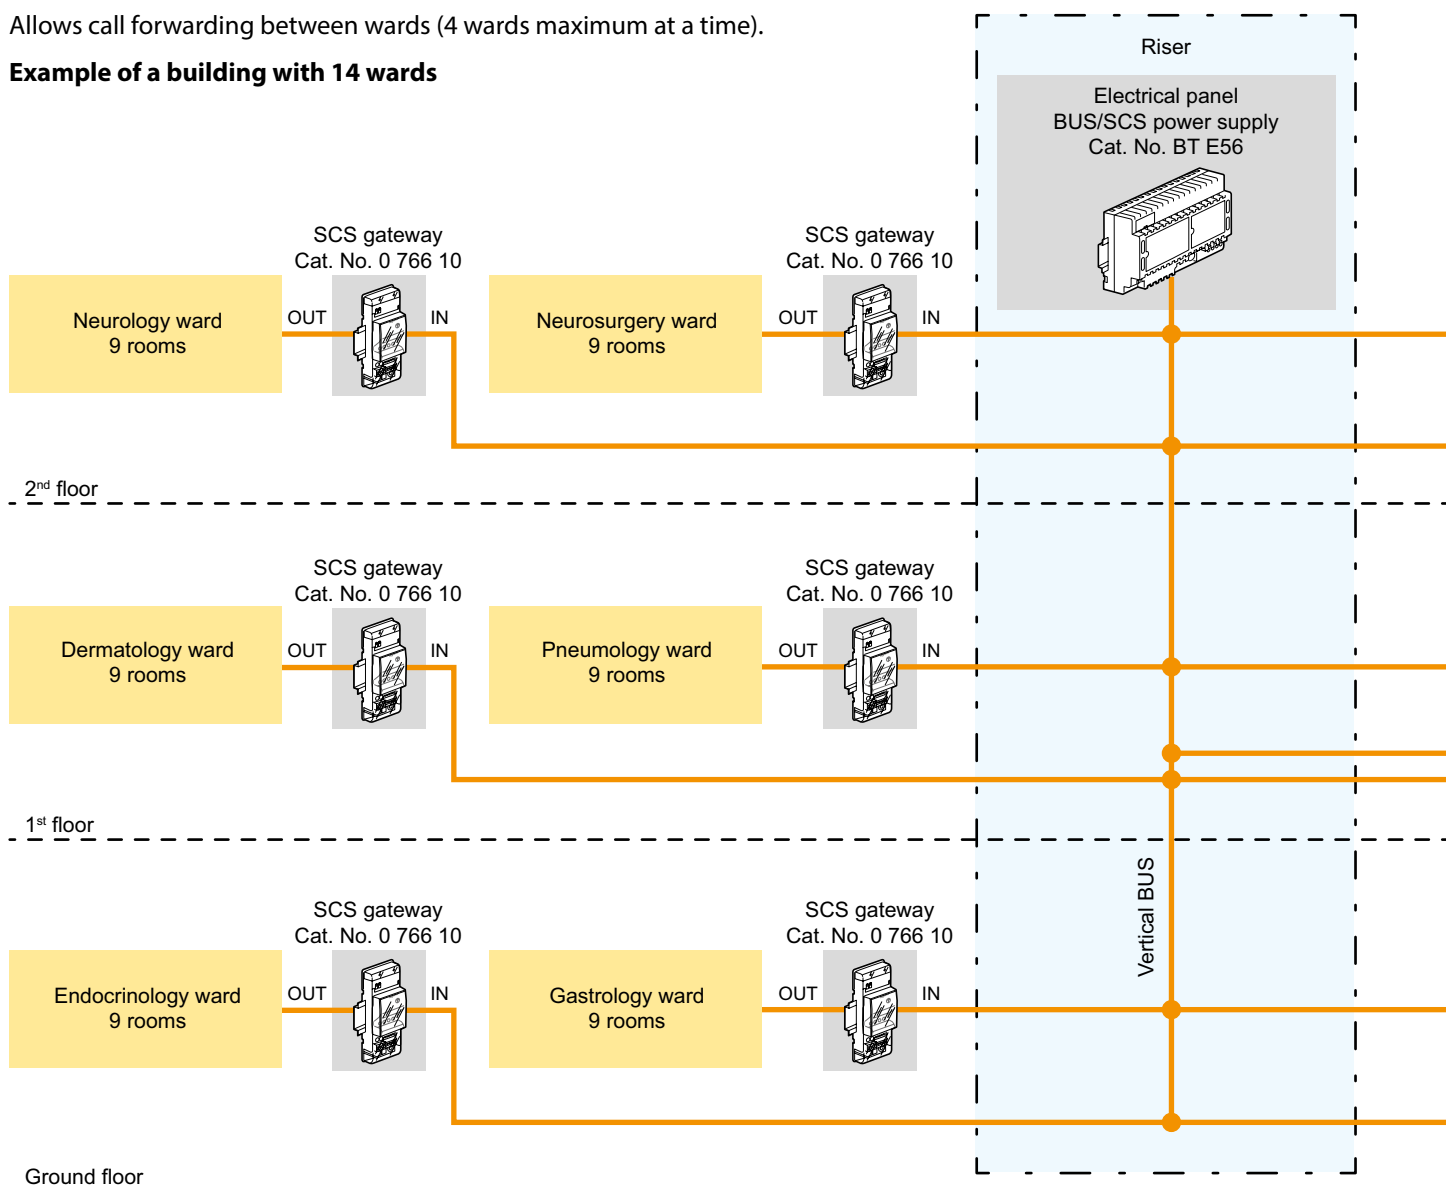 Allows call forwarding between wards (4 wards maximum at a time).
Example of a building with 14 wards
Riser
Electrical panel
BUS/SCS power supply
Cat. No. BT E56
SCS gateway
Cat. No. 0 766 10
Neurology ward
9 rooms
OUT
IN
SCS gateway
Cat. No. 0 766 10
Neurosurgery ward
9 rooms
OUT
IN
2nd floor
SCS gateway
Cat. No. 0 766 10
Dermatology ward
9 rooms
OUT
IN
SCS gateway
Cat. No. 0 766 10
Pneumology ward
9 rooms
OUT
IN
1st floor
Vertical BUS
SCS gateway
Cat. No. 0 766 10
Endocrinology ward
9 rooms
OUT
IN
SCS gateway
Cat. No. 0 766 10
Gastrology ward
9 rooms
OUT
IN
Ground floor